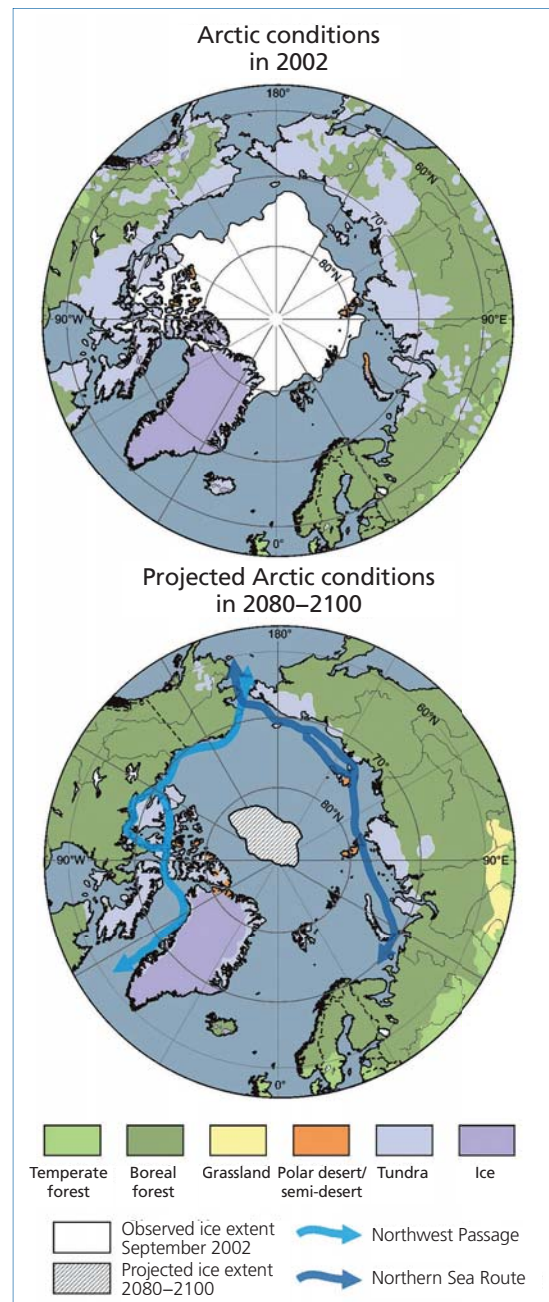 Arctic conditions
in 2002
180°
60°N
70°
80°N
90°W
90°E
0°
Projected Arctic conditions
in 2080–2100
180°
60°N
70°
80°N
90°W
90°E
0°
Temperate
forest
Boreal
forest
Grassland
Polar desert/
semi-desert
Tundra
Ice
Observed ice extent
September 2002
Northwest Passage
Projected ice extent
2080–2100
Northern Sea Route